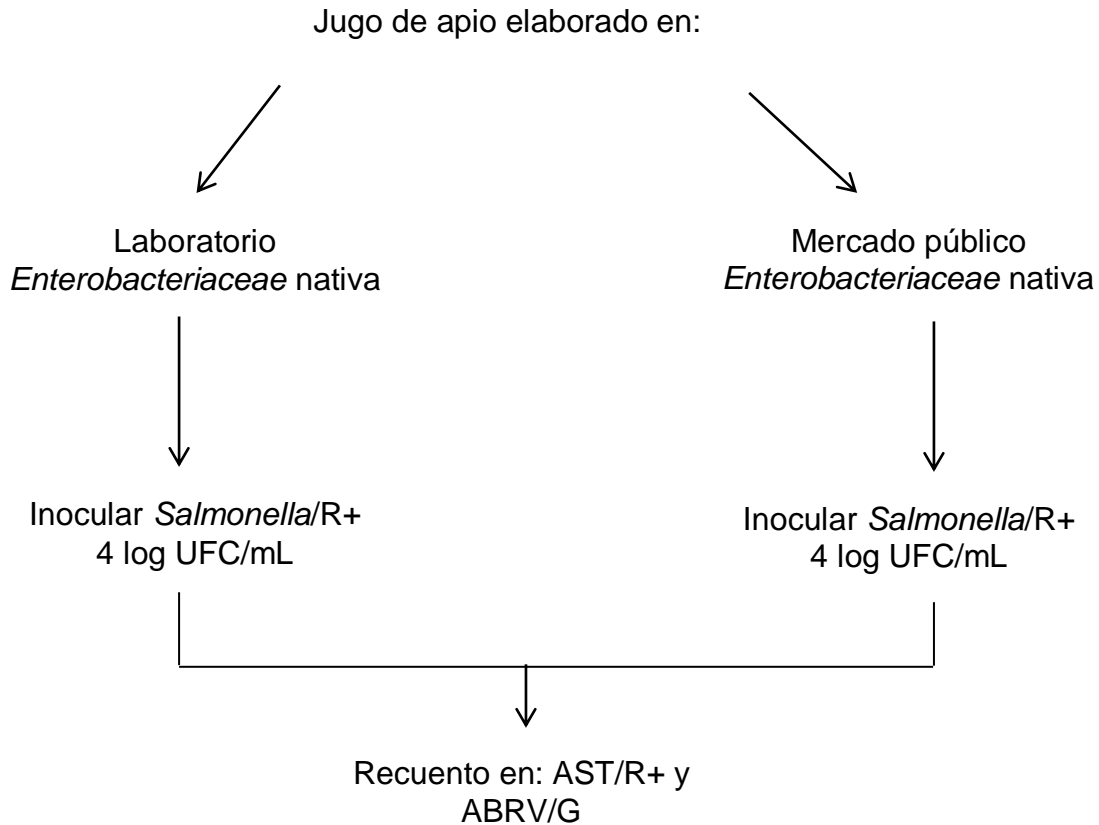 Jugo de apio elaborado en:
Laboratorio
Enterobacteriaceae nativa
Mercado público
Enterobacteriaceae nativa
Inocular Salmonella/R+
4 log UFC/mL
Inocular Salmonella/R+
4 log UFC/mL
Recuento en: AST/R+ y
ABRV/G